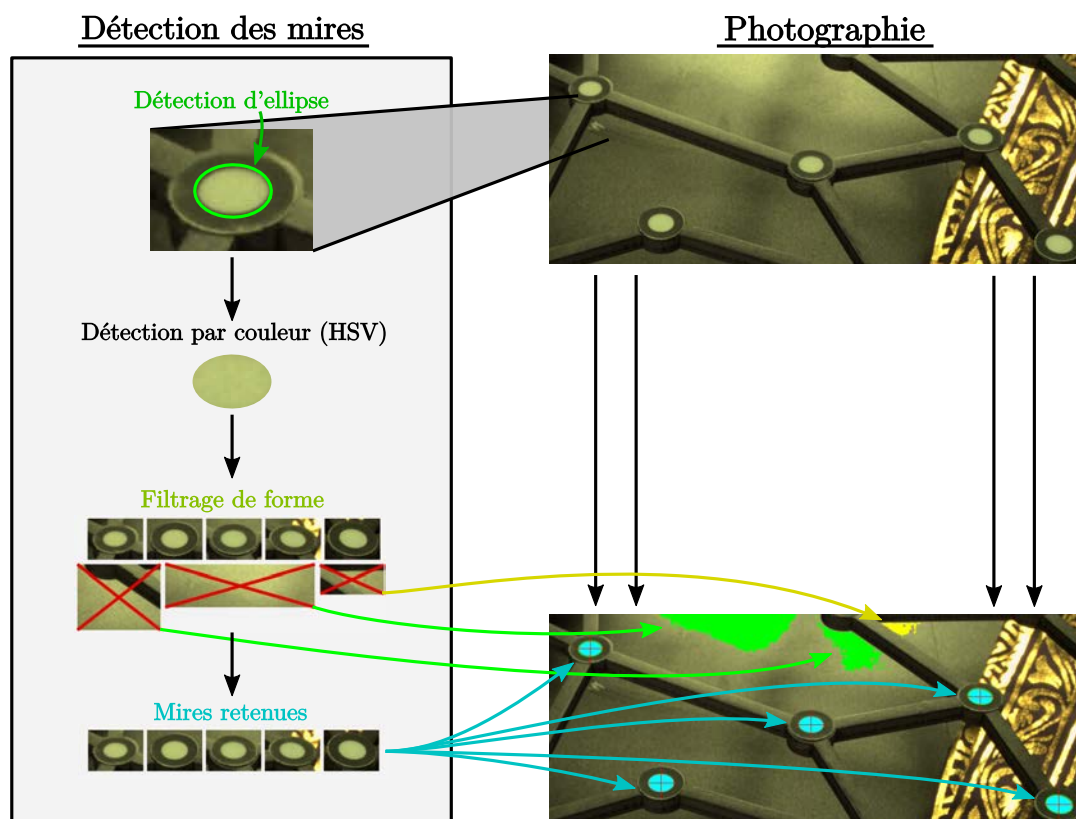 Détection des mires
Photographie
Détection d'ellipse
Détection par couleur (HSV)
Filtrage de forme
Mires retenues